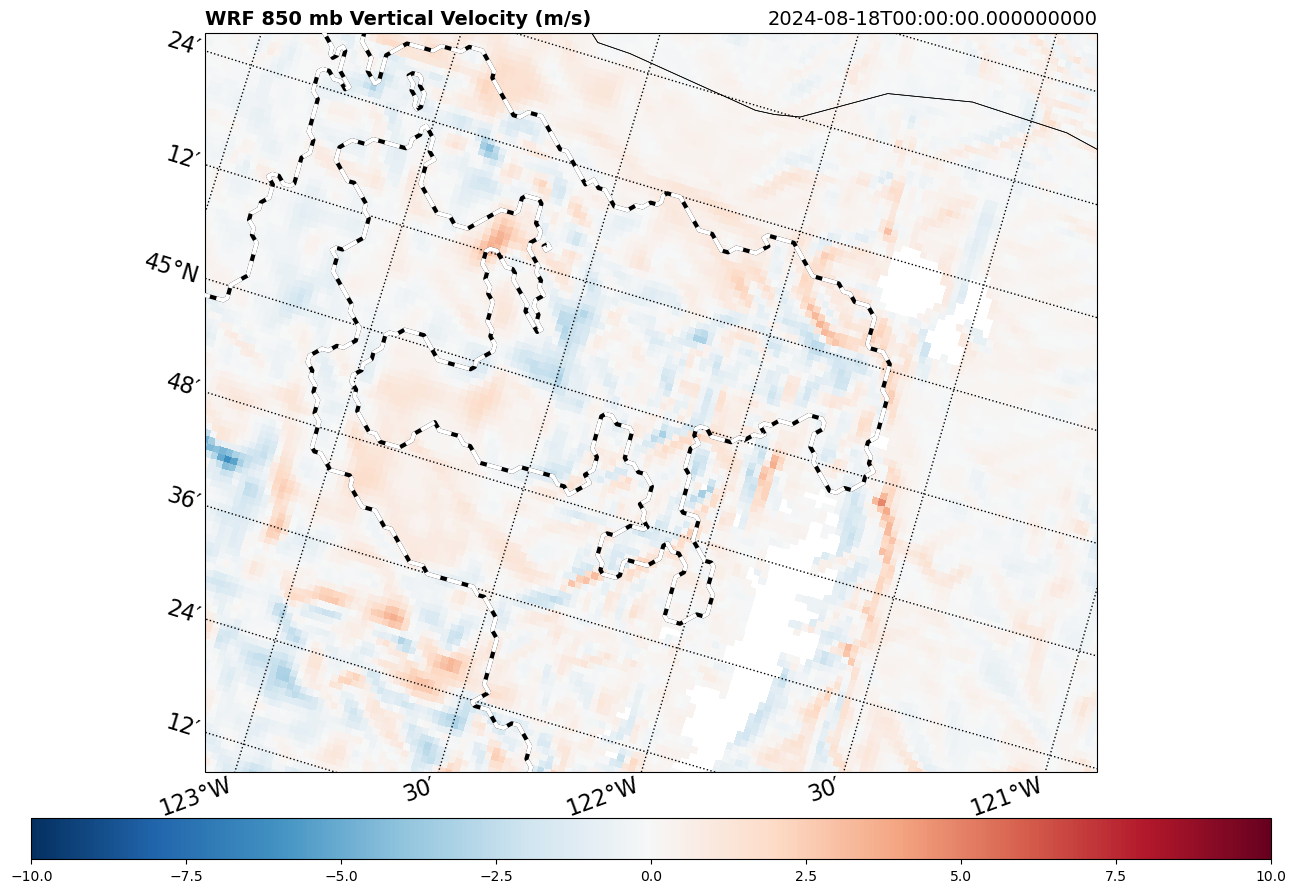 WRF 850 mb Vertical Velocity (m/s)
2024-08-18T00:00:00.000000000
24′
12′
45°N
48′
36′
24′
12′
123°W
30′
122°W
30′
121°W
−10.0
−7.5
−5.0
−2.5
0.0
2.5
5.0
7.5
10.0